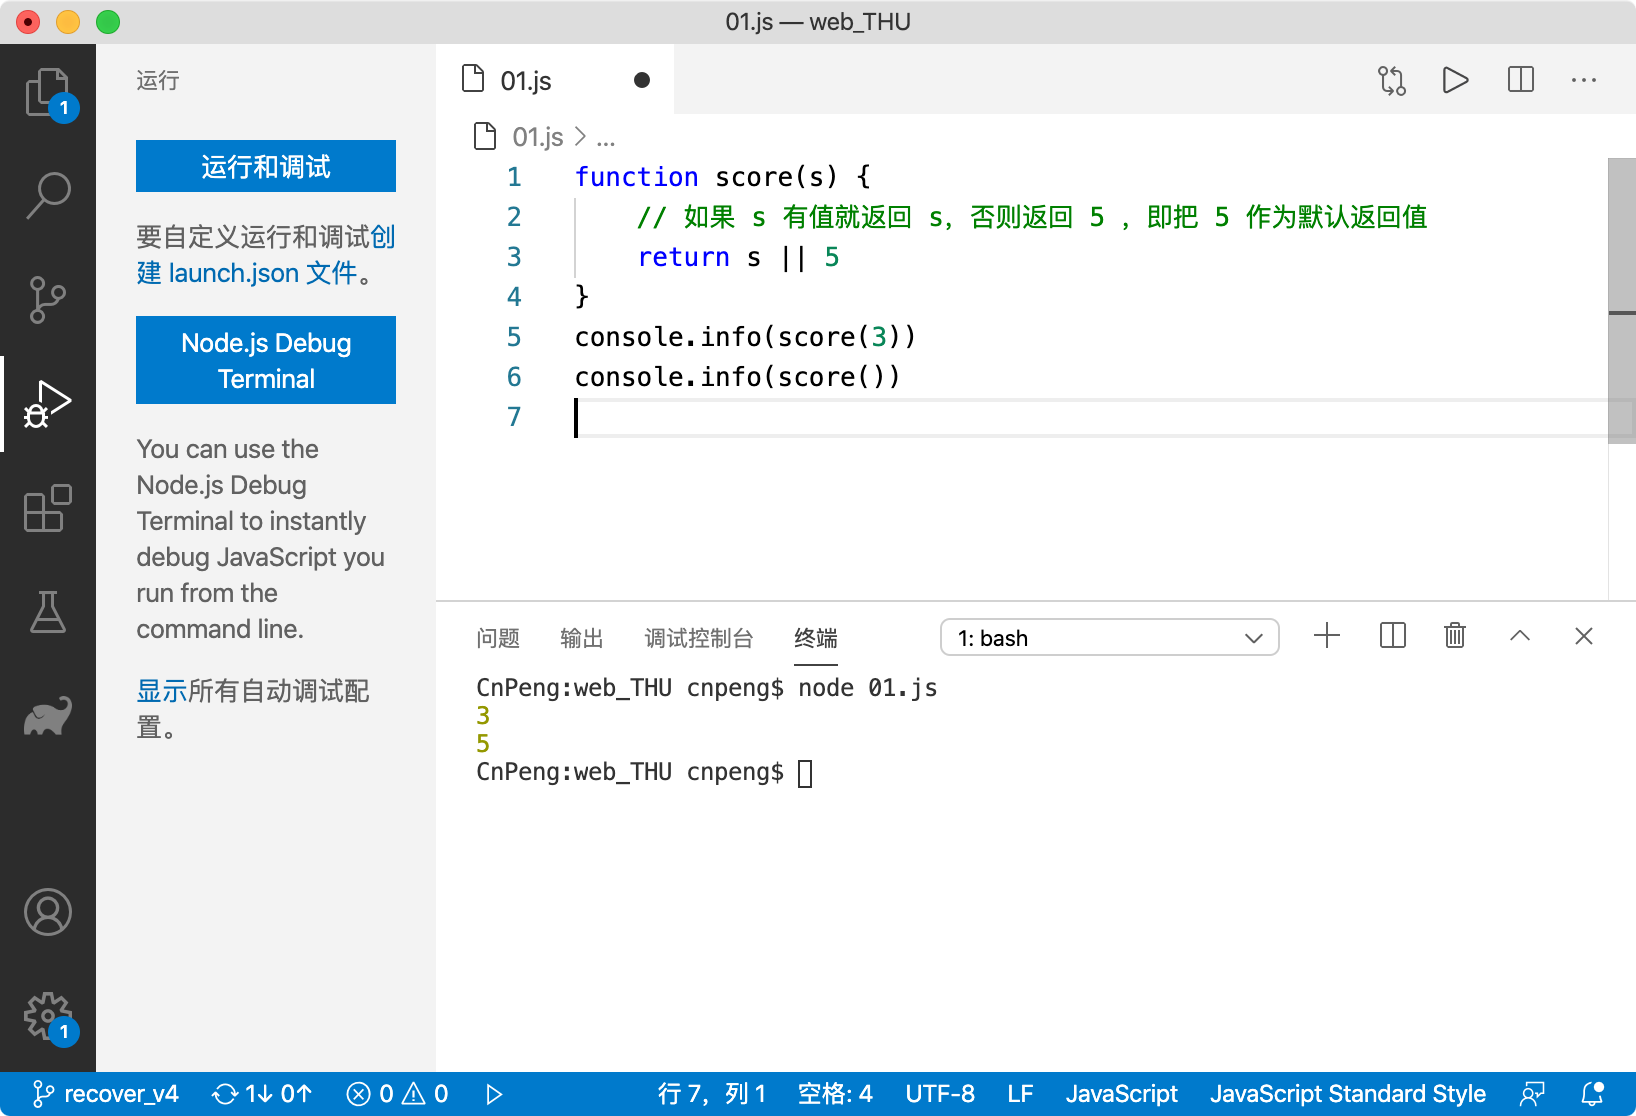 01.js — web_THU
1
运行
运行和调试
要自定义运行和调试创
建 launch.json 文件。
Node.js Debug
Terminal
You can use the
Node.js Debug
Terminal to instantly
debug JavaScript you
run from the
command line.
显示所有自动调试配
置。
1
01.js
01.js > ...
1 function score(s) {
2 // 如果 s 有值就返回 s，否则返回 5 ，即把 5 作为默认返回值
3 return s || 5
4 }
5 console.info(score(3))
6 console.info(score())
7
问题 输出 调试控制台 终端 1: bash
CnPeng:web_THU cnpeng$ node 01.js
3
5
CnPeng:web_THU cnpeng$
recover_v4 1↓ 0↑ 0 0 行 7，列 1 空格: 4 UTF-8 LF JavaScript JavaScript Standard Style